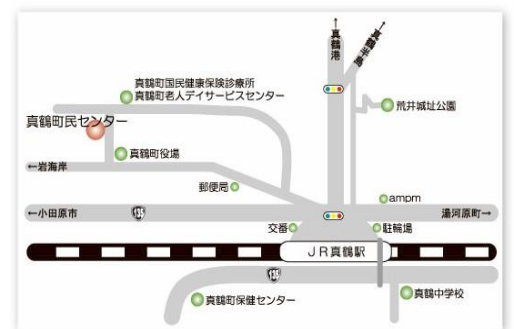 →真鶴港
→真鶴半島
真鶴町国民健康保険診療所
真鶴町老人デイサービスセンター
荒井城址公園
真鶴町民センター
真鶴町役場
←岩海岸
郵便局
ampm
←小田原市
135
湯河原町→
交番
駐輪場
JR真鶴駅
135
真鶴町保健センター
真鶴中学校